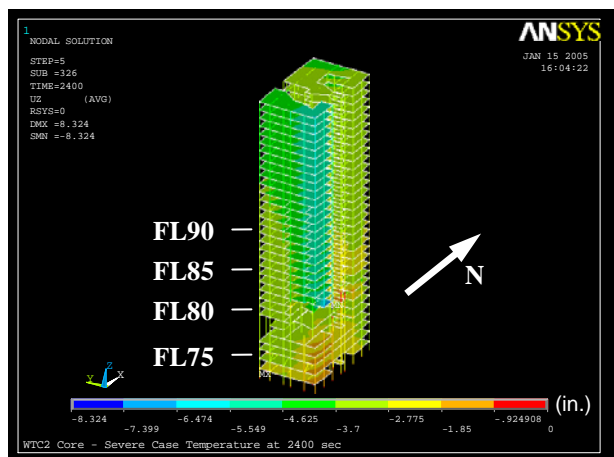 1
NODAL SOLUTION
STEP=5
SUB =326
TIME=2400
UZ (AVG)
RSYS=0
DMX =8.324
SMN =-8.324
ANSYS
JAN 15 2005
16:04:22
FL90
FL85
FL80
FL75
N
MX
Z
Y X
(in.)
-8.324 -6.474 -4.625 -2.775 -.924908
-7.399 -5.549 -3.7 -1.85 0
WTC2 Core - Severe Case Temperature at 2400 sec